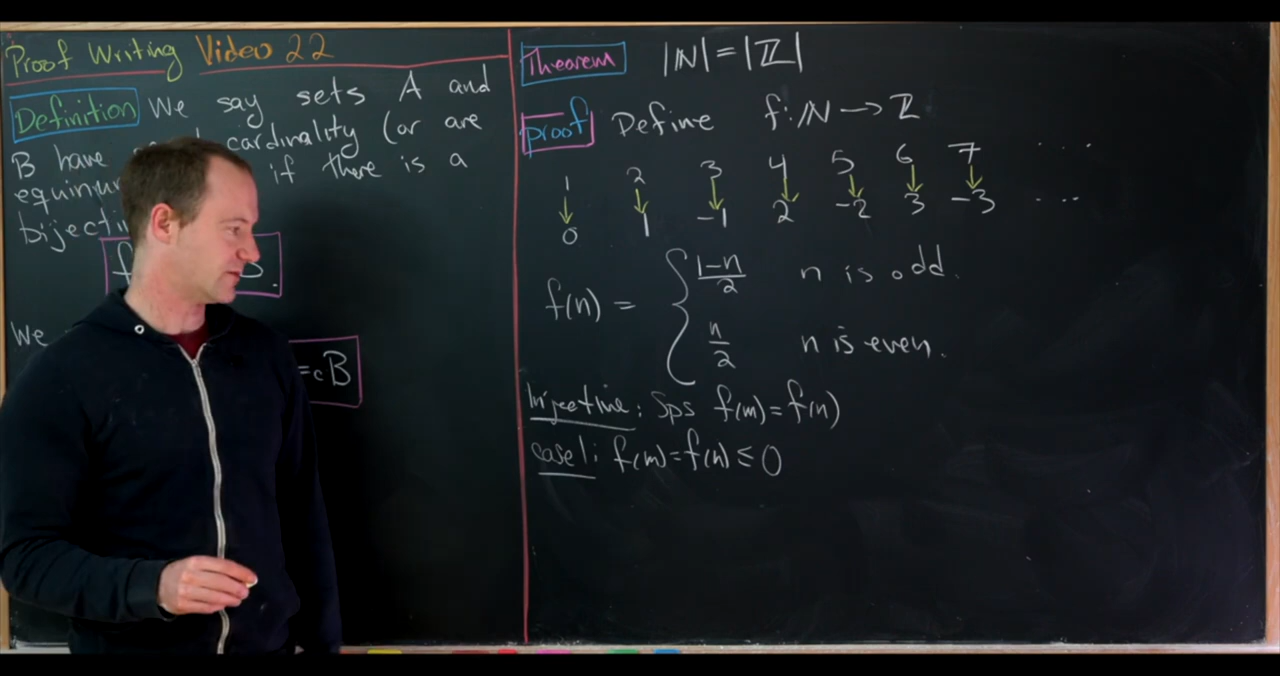 Proof Writing Video 22
Definition We say sets A and
B have cardinality (or are
if there is a
We
=c B
Theorem |ℕ| = |ℤ|
Proof Define f: ℕ → ℤ
1 2 3 4 5 6 7 ....
↓ ↓ ↓ ↓ ↓ ↓ ↓
0 1 -1 2 -2 3 -3 ...
f(n) = { (1-n)/2 n is odd.
n/2 n is even.
Injective: Sps f(m) = f(n)
case 1: f(m) = f(n) ≤ 0